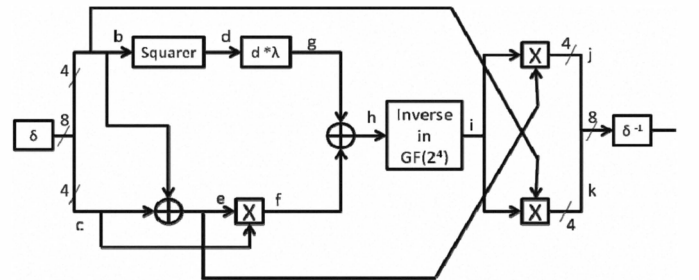 b
Squarer
d
d *λ
g
4
δ
8
4
c
e
X
f
h
Inverse
in
GF(2⁴)
i
X
4
j
8
δ⁻¹
k
X
4